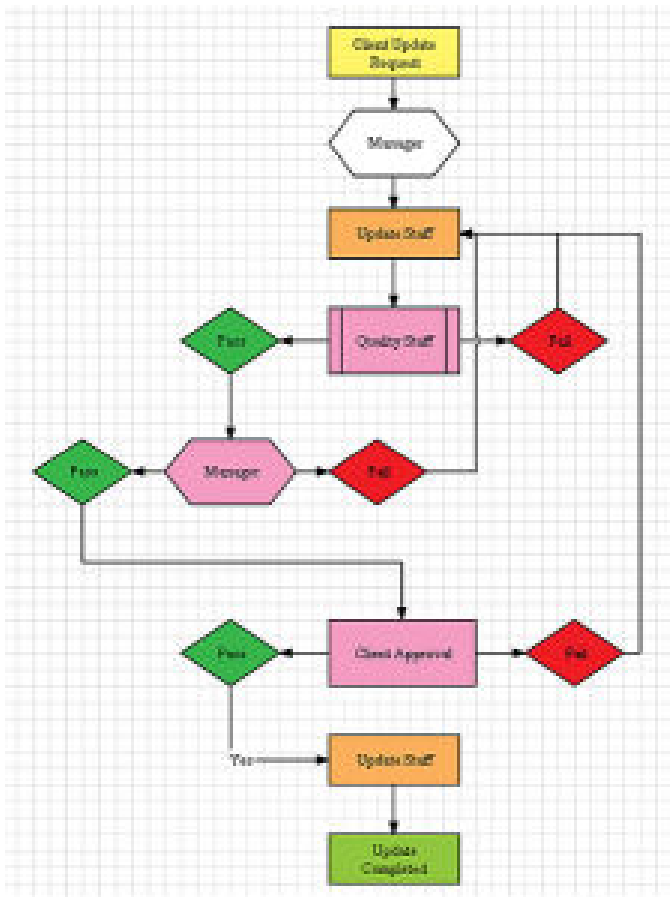 Client Update
Request
Manager
Update Staff
Pass
Quality Staff
Fail
Pass
Manager
Fail
Pass
Client Approval
Fail
Yes
Update Staff
Update
Completed